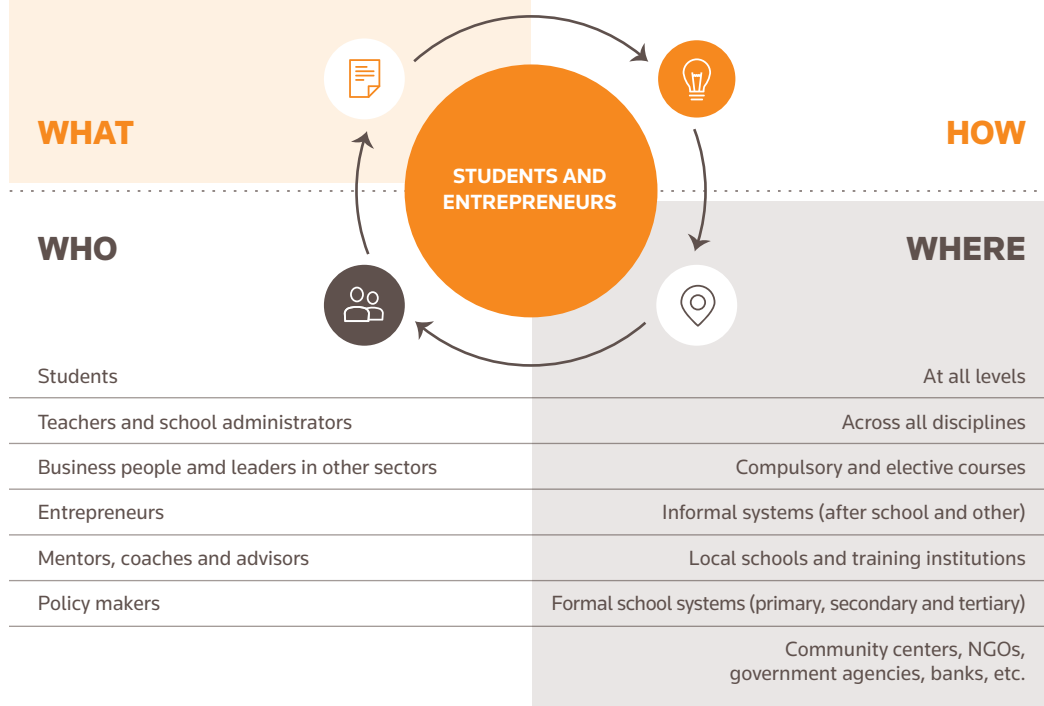 WHAT
HOW
STUDENTS AND
ENTREPRENEURS
WHO
Students
Teachers and school administrators
Business people amd leaders in other sectors
Entrepreneurs
Mentors, coaches and advisors
Policy makers
WHERE
At all levels
Across all disciplines
Compulsory and elective courses
Informal systems (after school and other)
Local schools and training institutions
Formal school systems (primary, secondary and tertiary)
Community centers, NGOs,
government agencies, banks, etc.